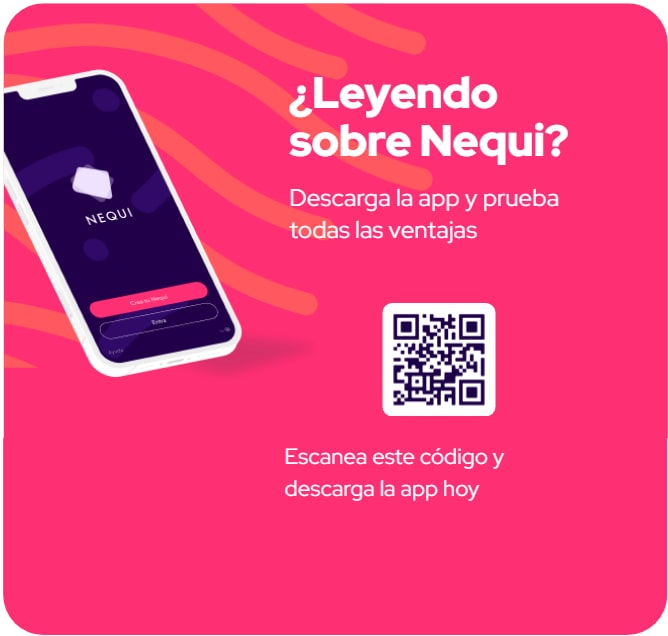 ¿Leyendo
sobre Nequi?
Descarga la app y prueba
todas las ventajas
NEQUI
Crea tu Nequi
Entra
Ayuda
Escanea este código y
descarga la app hoy